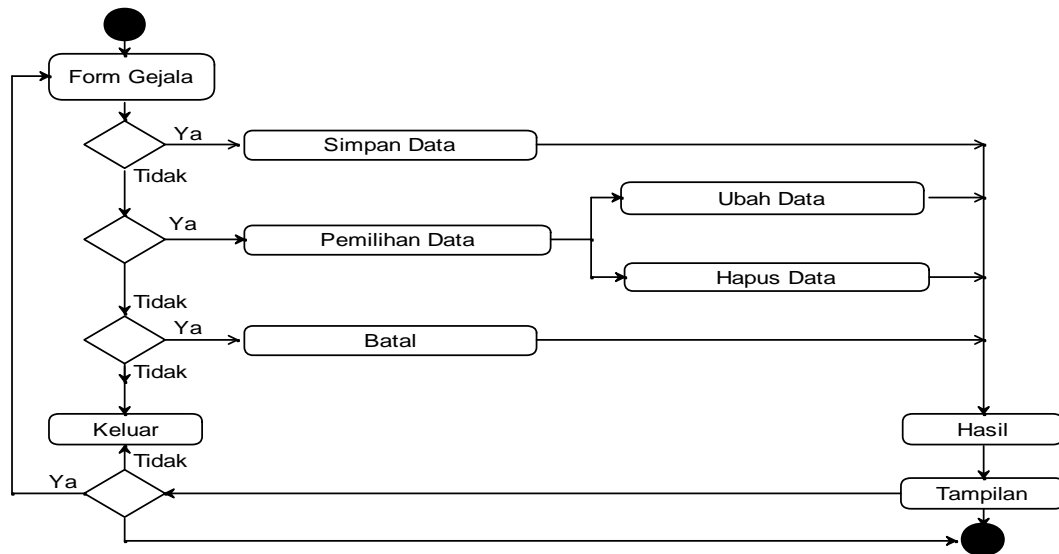 Form Gejala
Ya
Simpan Data
Tidak
Ubah Data
Ya
Pemilihan Data
Hapus Data
Tidak
Ya
Batal
Tidak
Keluar
Hasil
Tidak
Ya
Tampilan